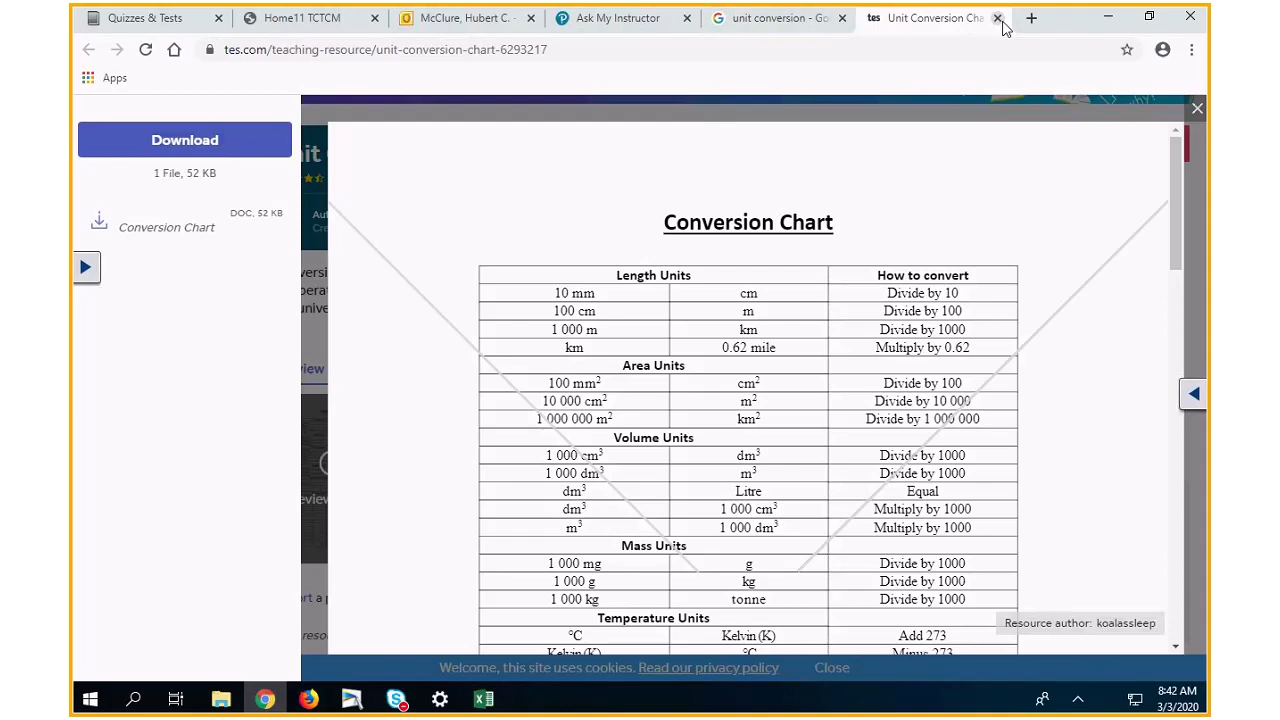 Quizzes & Tests
Home11 TCTCM
McClure, Hubert C. -
Ask My Instructor
unit conversion - Go
tes Unit Conversion Cha
tes.com/teaching-resource/unit-conversion-chart-6293217
Apps
Download
1 File, 52 KB
DOC, 52 KB
Conversion Chart
Conversion Chart
Length Units How to convert
10 mm cm Divide by 10
100 cm m Divide by 100
1 000 m km Divide by 1000
km 0.62 mile Multiply by 0.62
Area Units
100 mm² cm² Divide by 100
10 000 cm² m² Divide by 10 000
1 000 000 m² km² Divide by 1 000 000
Volume Units
1 000 cm³ dm³ Divide by 1000
1 000 dm³ m³ Divide by 1000
dm³ Litre Equal
dm³ 1 000 cm³ Multiply by 1000
m³ 1 000 dm³ Multiply by 1000
Mass Units
1 000 mg g Divide by 1000
1 000 g kg Divide by 1000
1 000 kg tonne Divide by 1000
Temperature Units
°C Kelvin (K) Add 273
Kelvin (K) °C Minus 273
Resource author: koalassleep
Welcome, this site uses cookies. Read our privacy policy Close
8:42 AM
3/3/2020